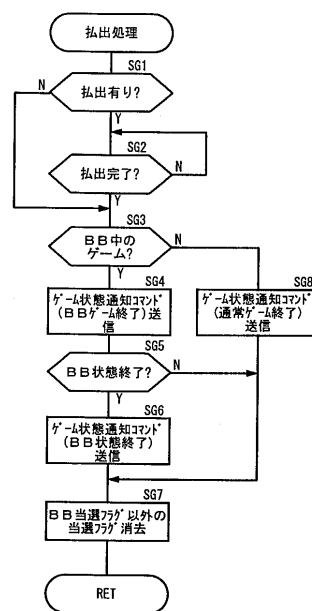 払出処理
SG1
N
払出有り?
Y
SG2
払出完了?
N
Y
SG3
BB中の
ゲーム?
N
Y
SG4
SG8
ゲーム状態通知コマンド
(BBゲーム終了)送
信
ゲーム状態通知コマンド
(通常ゲーム終了)
送信
SG5
BB状態終了?
N
Y
SG6
ゲーム状態通知コマンド
(BB状態終了)
送信
SG7
BB当選フラグ以外の
当選フラグ消去
RET